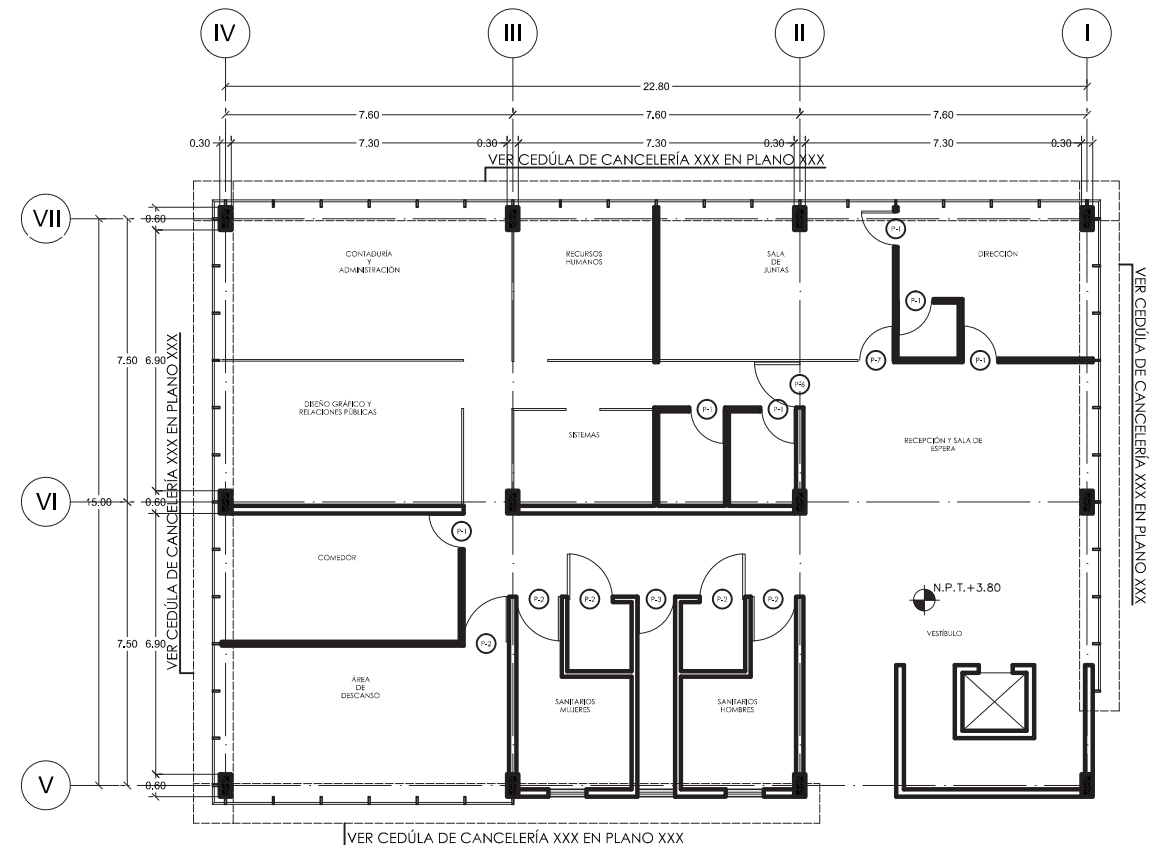 IV
III
II
I
22.80
7.60
7.60
7.60
0.30
7.30
0.30
7.30
0.30
7.30
0.30
VER CEDÚLA DE CANCELERÍA XXX EN PLANO XXX
VII
0.60
P-1
CONTADURÍA
Y
ADMINISTRACIÓN
RECURSOS
HUMANOS
SALA
DE
JUNTAS
DIRECCIÓN
VER CEDÚLA DE CANCELERÍA XXX EN PLANO XXX
P-1
7.50
6.90
P-7
P-1
VER CEDÚLA DE CANCELERÍA XXX EN PLANO XXX
P-6
DISEÑO GRÁFICO Y
RELACIONES PÚBLICAS
P-1
P-1
SISTEMAS
RECEPCIÓN Y SALA DE
ESPERA
VI
15.00
0.60
P-1
COMEDOR
N.P.T.+3.80
P-2
P-2
P-3
P-2
P-2
VESTÍBULO
7.50
6.90
P-2
ÁREA
DE
DESCANSO
SANITARIOS
MUJERES
SANITARIOS
HOMBRES
V
0.60
VER CEDÚLA DE CANCELERÍA XXX EN PLANO XXX